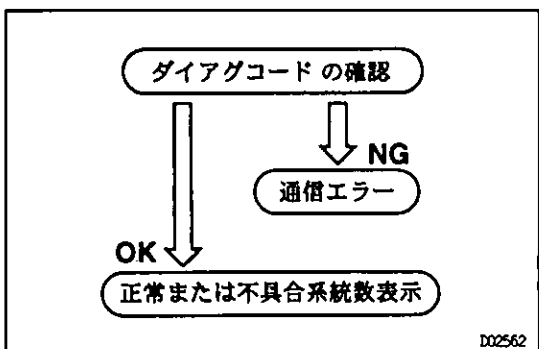 ダイアグコード の確認
NG
通信エラー
OK
正常または不具合系統数表示
D02562